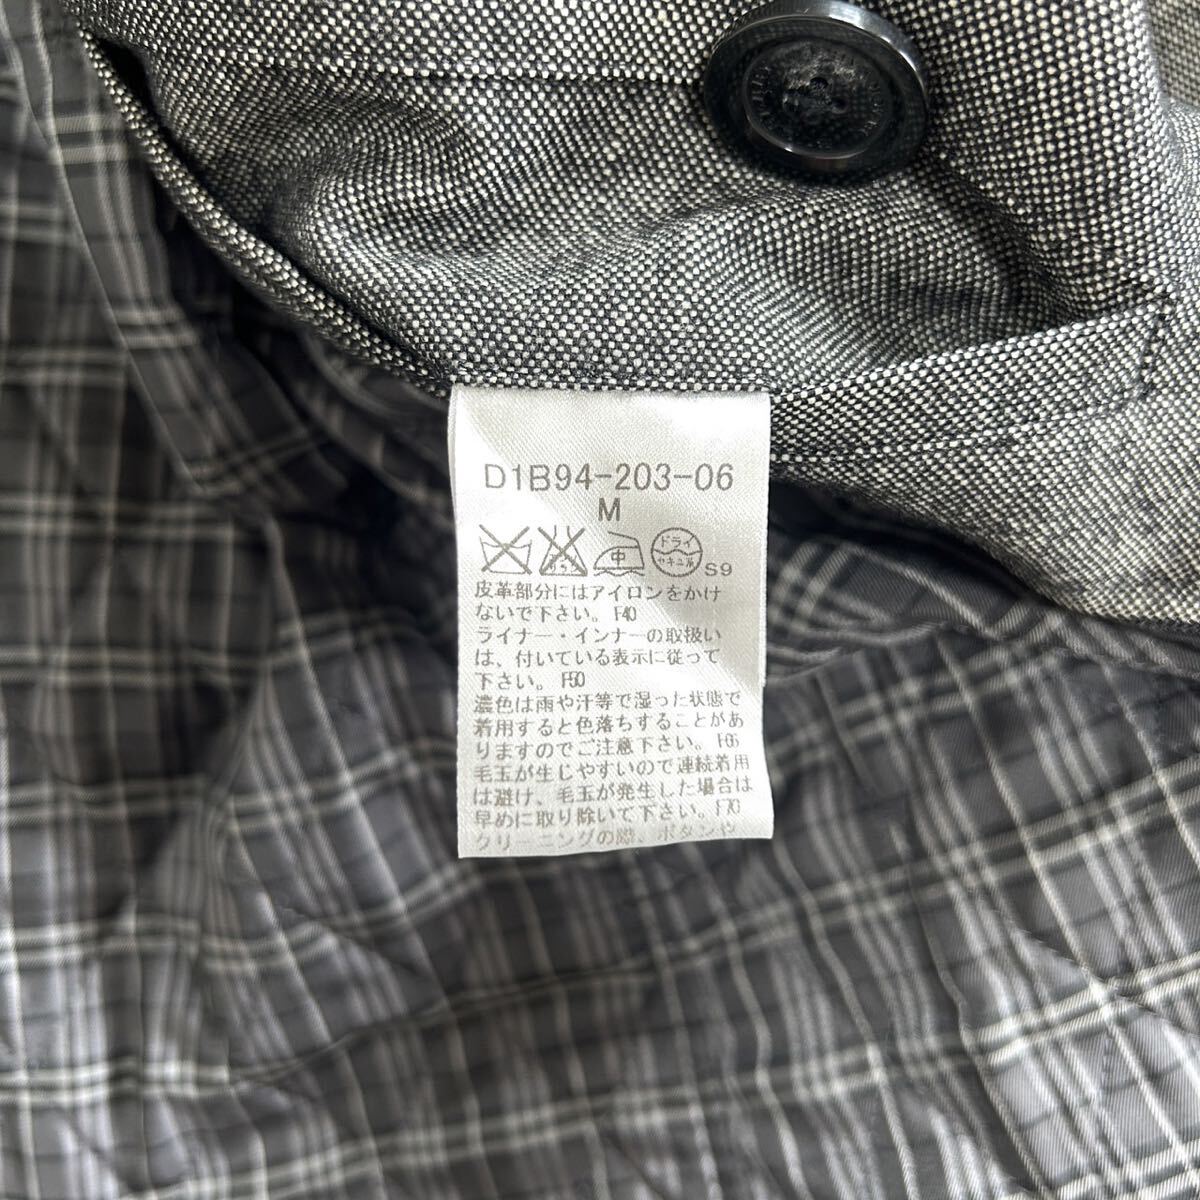 D1B94-203-06
M
中
ドライ
セキユ系
S9
皮革部分にはアイロンをかけ
ないで下さい。F40
ライナー・インナーの取扱い
は、付いている表示に従って
下さい。F50
濃色は雨や汗等で湿った状態で
着用すると色落ちすることがあ
りますのでご注意下さい。F06
毛玉が生じやすいので連続着用
は避け、毛玉が発生した場合は
早めに取り除いて下さい。F70
クリーニングの際、ボタンや